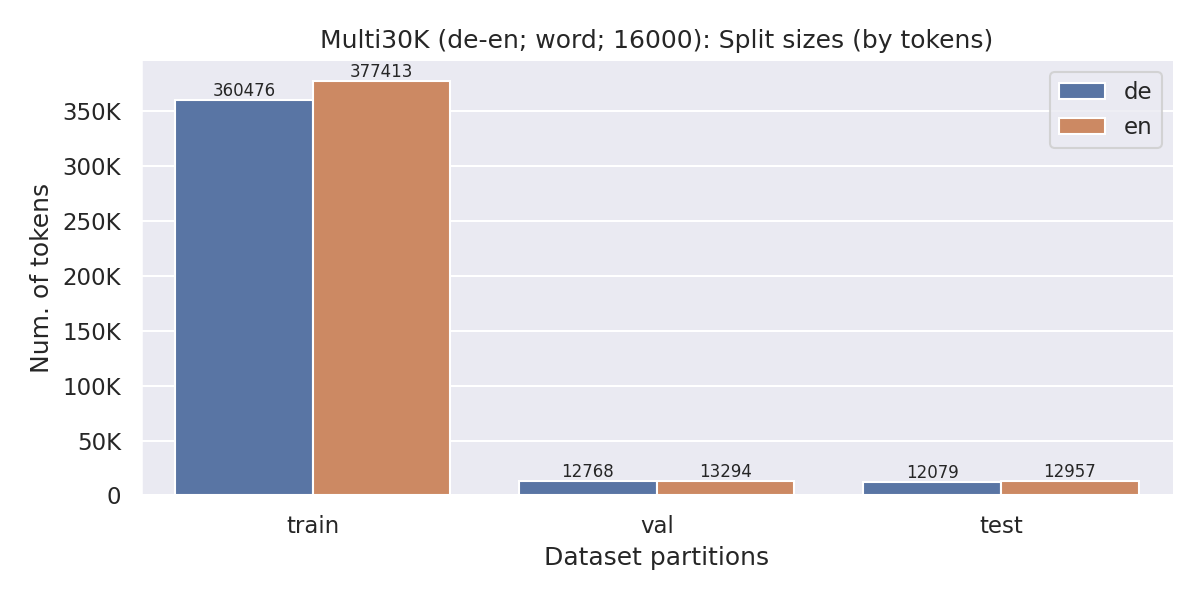 Multi30K (de-en; word; 16000): Split sizes (by tokens)
377413
360476
de
en
350K
300K
250K
200K
150K
100K
50K
0
Num. of tokens
12768
13294
12079
12957
train
val
test
Dataset partitions